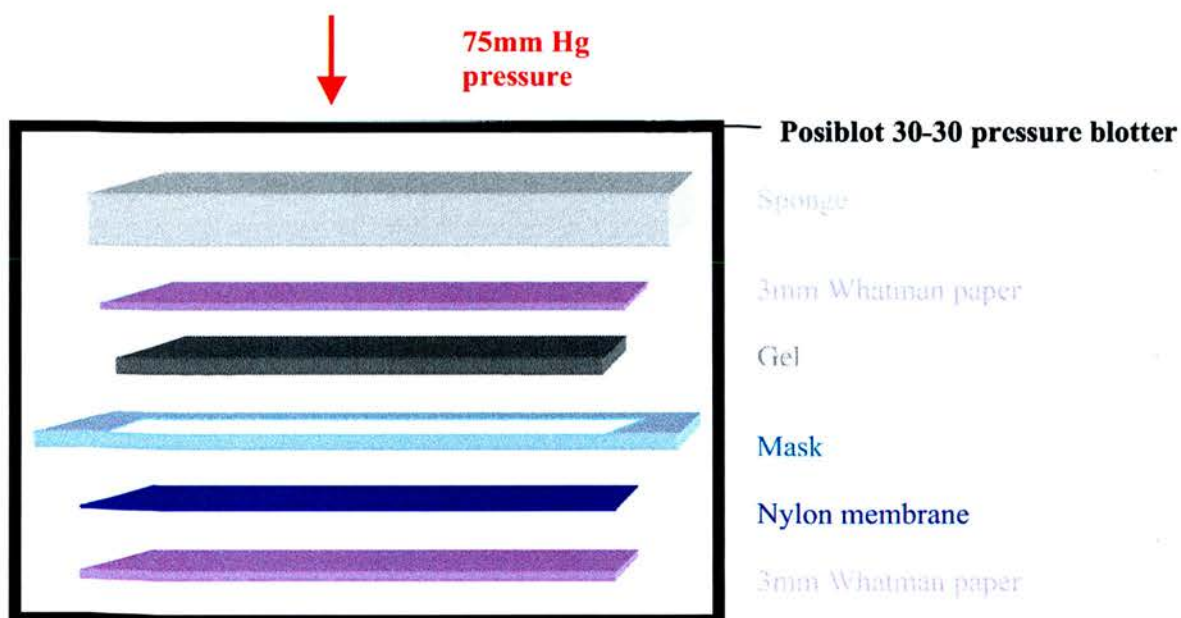 75mm Hg
pressure
Posiblot 30-30 pressure blotter
Sponge
3mm Whatman paper
Gel
Mask
Nylon membrane
3mm Whatman paper